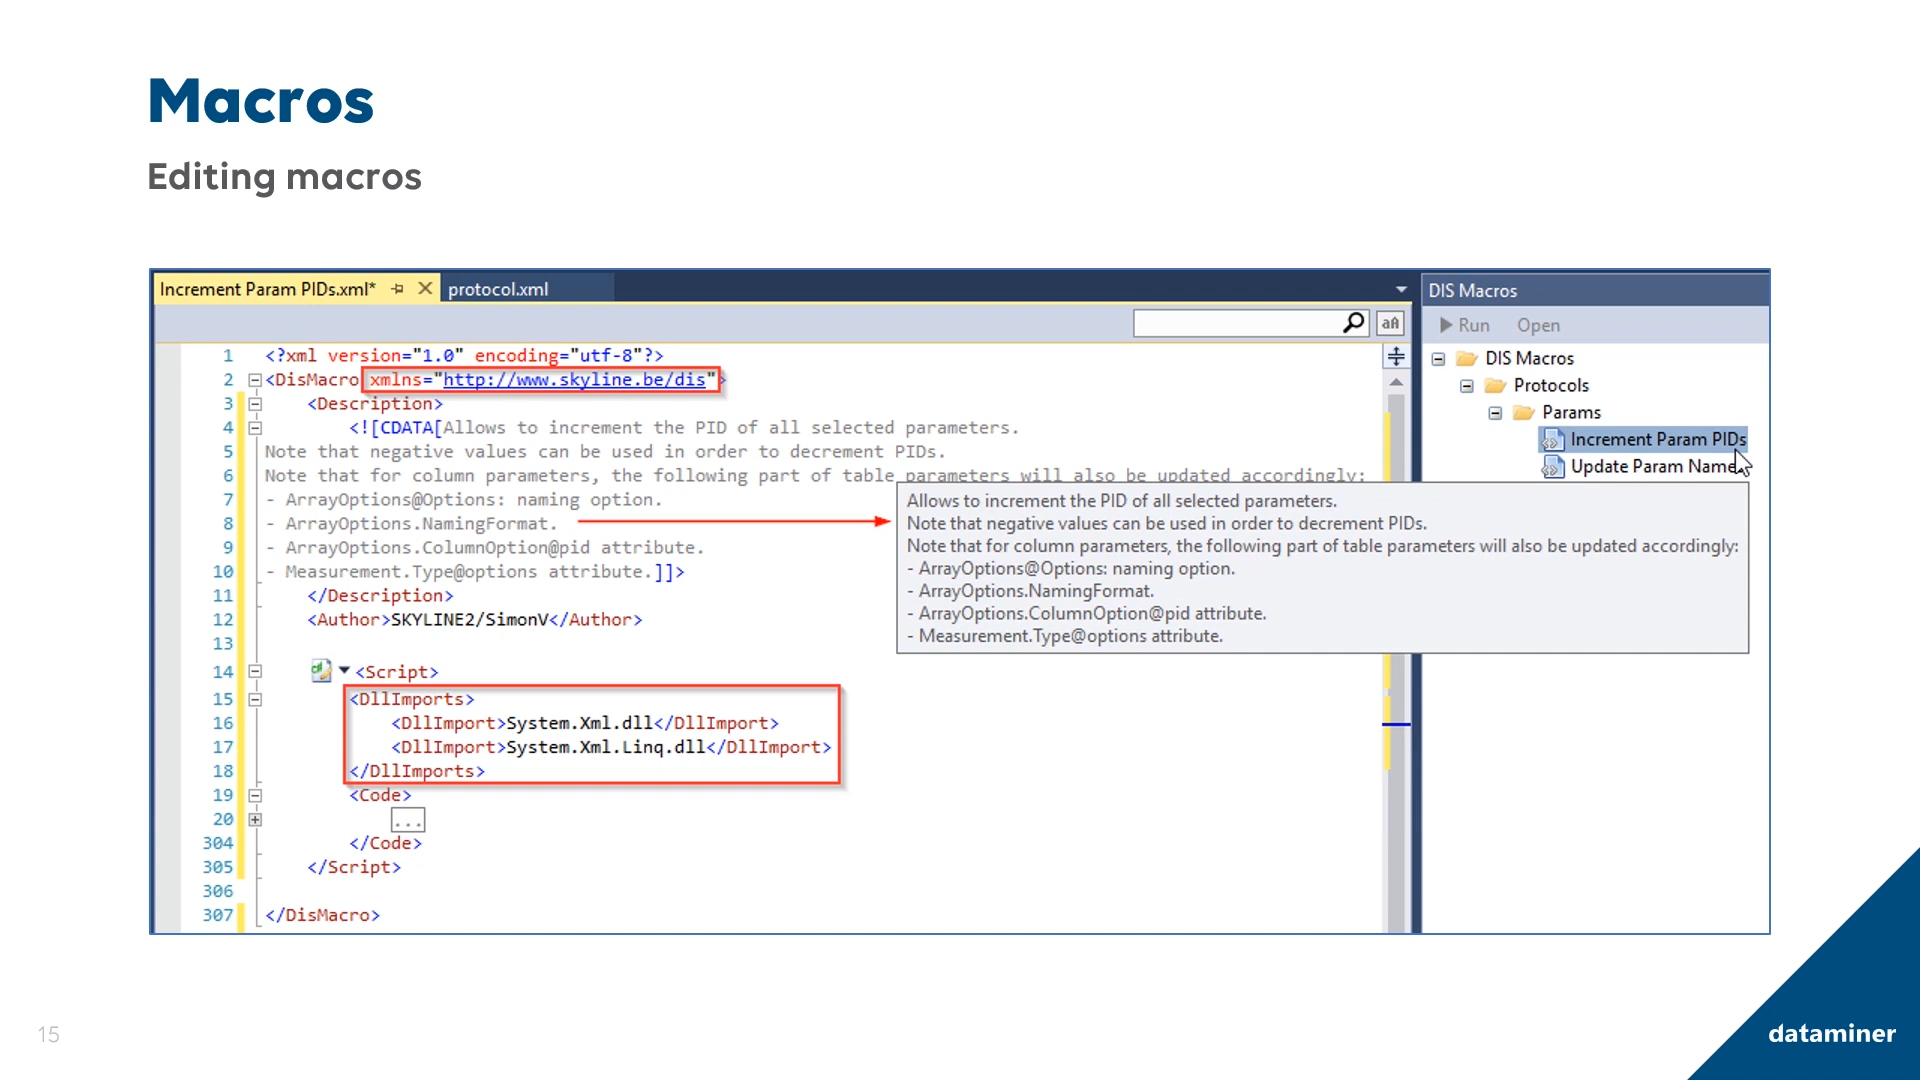 Macros
Editing macros
Increment Param PIDs.xml*
protocol.xml
aA
1 <?xml version="1.0" encoding="utf-8"?>
2 <DisMacro xmlns="http://www.skyline.be/dis">
3 <Description>
4 <![CDATA[Allows to increment the PID of all selected parameters.
5 Note that negative values can be used in order to decrement PIDs.
6 Note that for column parameters, the following part of table parameters will also be updated accordingly:
7 - ArrayOptions@Options: naming option.
8 - ArrayOptions.NamingFormat.
9 - ArrayOptions.ColumnOption@pid attribute.
10 - Measurement.Type@options attribute.]]>
11 </Description>
12 <Author>SKYLINE2/SimonV</Author>
13
14 <Script>
15 <DllImports>
16 <DllImport>System.Xml.dll</DllImport>
17 <DllImport>System.Xml.Linq.dll</DllImport>
18 </DllImports>
19 <Code>
20 ...
304 </Code>
305 </Script>
306
307 </DisMacro>
DIS Macros
Run Open
DIS Macros
Protocols
Params
Increment Param PIDs
Update Param Name
Allows to increment the PID of all selected parameters.
Note that negative values can be used in order to decrement PIDs.
Note that for column parameters, the following part of table parameters will also be updated accordingly:
- ArrayOptions@Options: naming option.
- ArrayOptions.NamingFormat.
- ArrayOptions.ColumnOption@pid attribute.
- Measurement.Type@options attribute.
15
dataminer